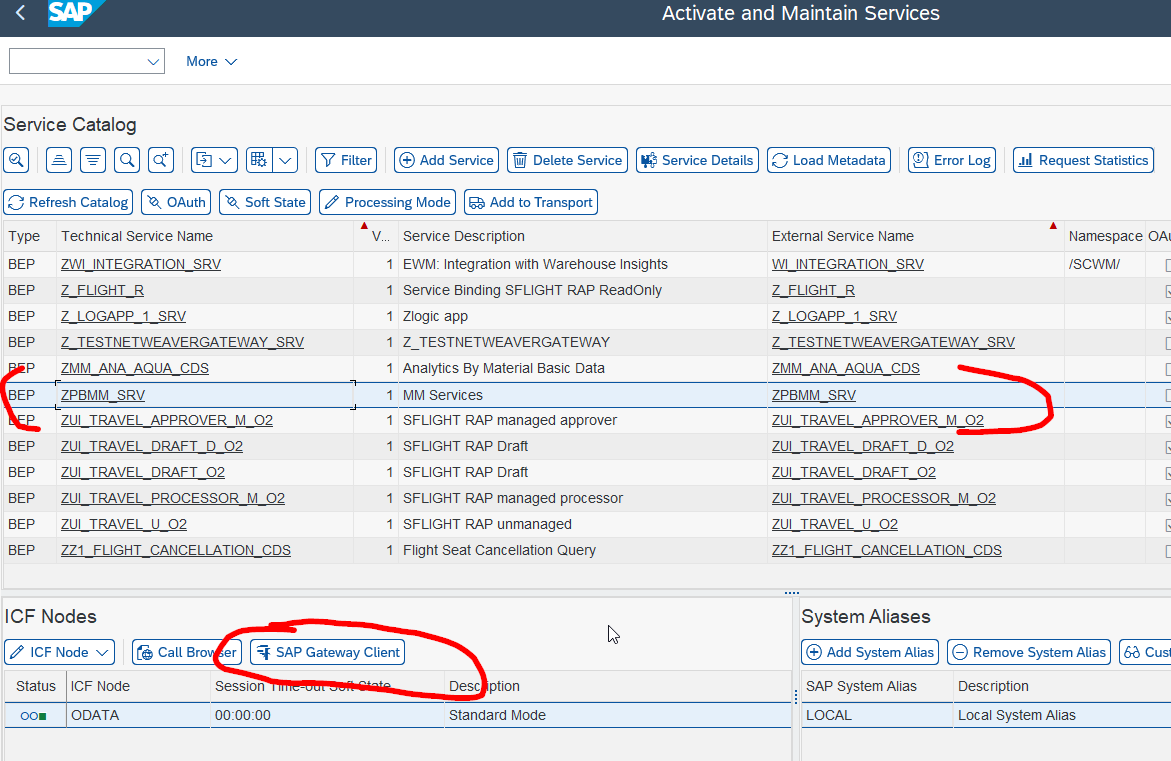 SAP Activate and Maintain Services
More
Service Catalog
Filter Add Service Delete Service Service Details Load Metadata Error Log Request Statistics
Refresh Catalog OAuth Soft State Processing Mode Add to Transport
Type Technical Service Name V... Service Description External Service Name Namespace OAu
BEP ZWI_INTEGRATION_SRV 1 EWM: Integration with Warehouse Insights WI_INTEGRATION_SRV /SCWM/
BEP Z_FLIGHT_R 1 Service Binding SFLIGHT RAP ReadOnly Z_FLIGHT_R
BEP Z_LOGAPP_1_SRV 1 Zlogic app Z_LOGAPP_1_SRV
BEP Z_TESTNETWEAVERGATEWAY_SRV 1 Z_TESTNETWEAVERGATEWAY Z_TESTNETWEAVERGATEWAY_SRV
BEP ZMM_ANA_AQUA_CDS 1 Analytics By Material Basic Data ZMM_ANA_AQUA_CDS
BEP ZPBMM_SRV 1 MM Services ZPBMM_SRV
BEP ZUI_TRAVEL_APPROVER_M_O2 1 SFLIGHT RAP managed approver ZUI_TRAVEL_APPROVER_M_O2
BEP ZUI_TRAVEL_DRAFT_D_O2 1 SFLIGHT RAP Draft ZUI_TRAVEL_DRAFT_D_O2
BEP ZUI_TRAVEL_DRAFT_O2 1 SFLIGHT RAP Draft ZUI_TRAVEL_DRAFT_O2
BEP ZUI_TRAVEL_PROCESSOR_M_O2 1 SFLIGHT RAP managed processor ZUI_TRAVEL_PROCESSOR_M_O2
BEP ZUI_TRAVEL_U_O2 1 SFLIGHT RAP unmanaged ZUI_TRAVEL_U_O2
BEP ZZ1_FLIGHT_CANCELLATION_CDS 1 Flight Seat Cancellation Query ZZ1_FLIGHT_CANCELLATION_CDS
ICF Nodes System Aliases
ICF Node Call Browser SAP Gateway Client Add System Alias Remove System Alias Cust
Status ICF Node Session Time-out Soft State Description SAP System Alias Description
ODATA 00:00:00 Standard Mode LOCAL Local System Alias